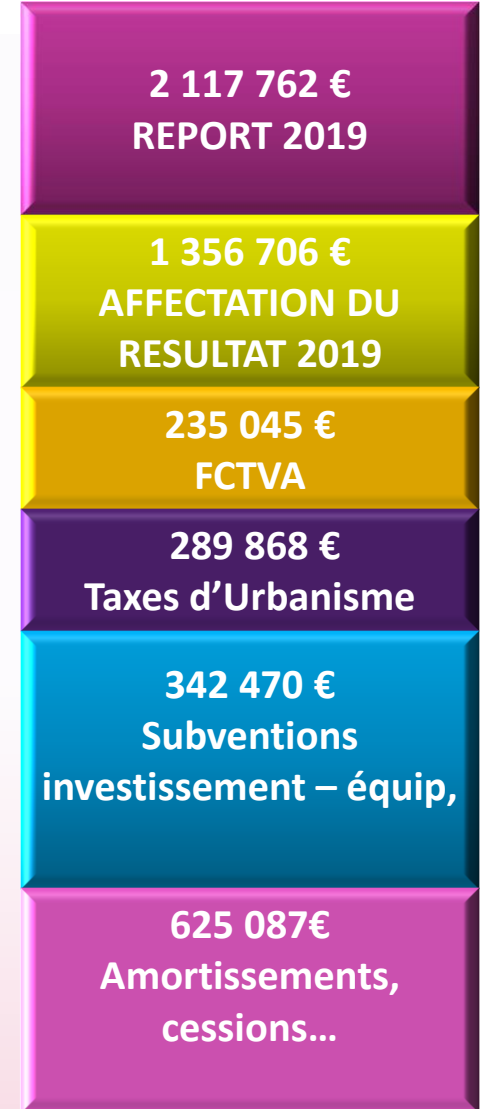 2 117 762 €
REPORT 2019
1 356 706 €
AFFECTATION DU
RESULTAT 2019
235 045 €
FCTVA
289 868 €
Taxes d’Urbanisme
342 470 €
Subventions
investissement – équip,
625 087€
Amortissements,
cessions…